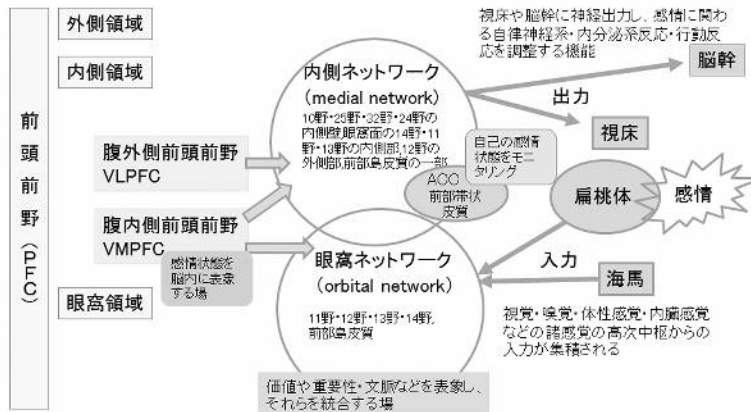 外側領域
内側領域
前頭前野(PFC)
腹外側前頭前野
VLPFC
腹内側前頭前野
VMPFC
感情状態を
脳内に表象
する場
眼窩領域
内側ネットワーク
(medial network)
10野・25野・32野・24野の
内側壁,眼窩面の14野・11
野・13野の内側部,12野の
外側部,前部島皮質の一部
自己の感情
状態をモニ
タリング
ACC
前部帯状
皮質
眼窩ネットワーク
(orbital network)
11野・12野・13野・14野,
前部島皮質
価値や重要性・文脈などを表象し、
それらを統合する場
視床や脳幹に神経出力し、感情に関わ
る自律神経系・内分泌系反応・行動反
応を調整する機能
脳幹
出力
視床
扁桃体
感情
入力
海馬
視覚・嗅覚・体性感覚・内臓感覚
などの諸感覚の高次中枢からの
入力が集積される